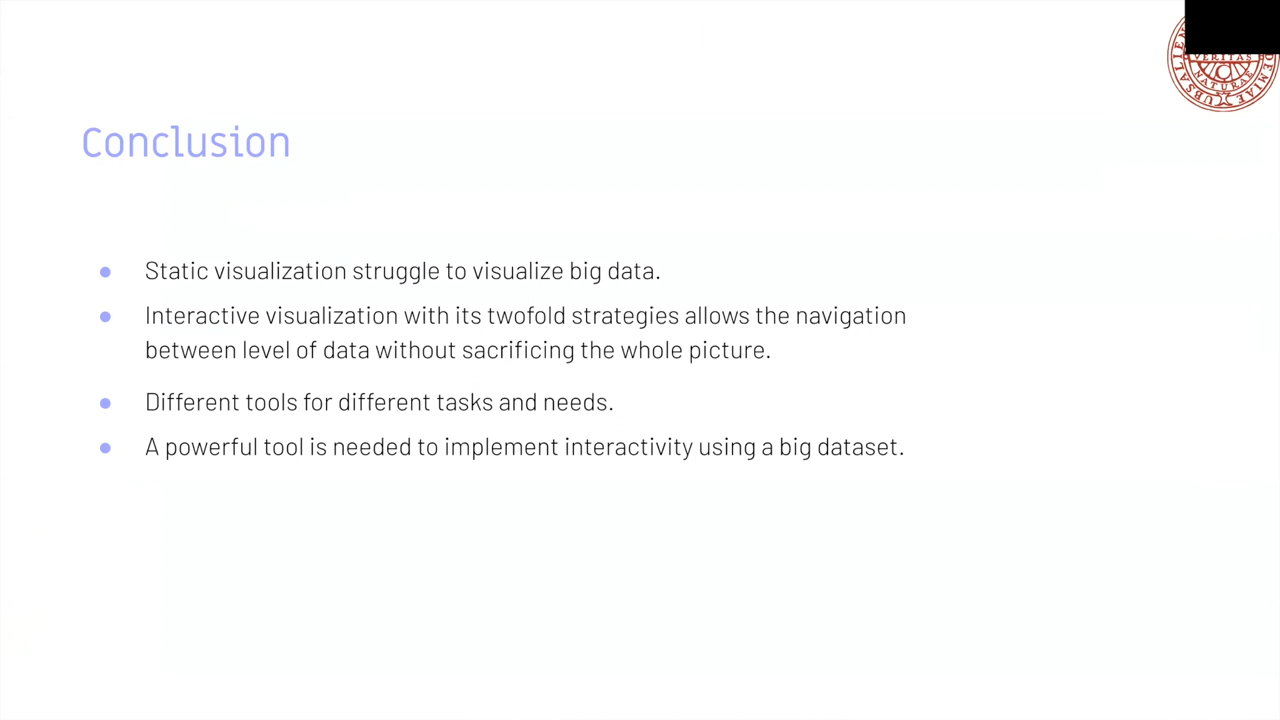 VERITAS
NATURAE
Conclusion
Static visualization struggle to visualize big data.
Interactive visualization with its twofold strategies allows the navigation
between level of data without sacrificing the whole picture.
Different tools for different tasks and needs.
A powerful tool is needed to implement interactivity using a big dataset.